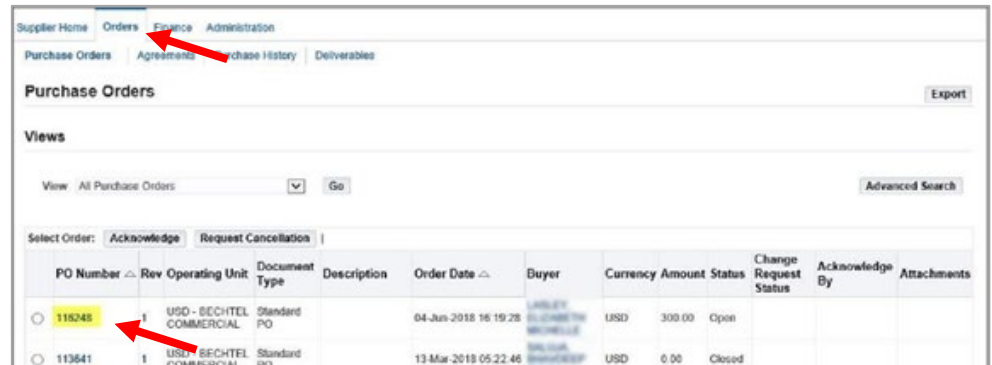 Supplier Home Orders Finance Administration
Purchase Orders Agreements Purchase History Deliverables
Purchase Orders Export
Views
View All Purchase Orders Go Advanced Search
Select Order: Acknowledge Request Cancellation |
PO Number Rev Operating Unit Document Type Description Order Date Buyer Currency Amount Status Change Request Status Acknowledge By Attachments
116248 1 USD - BECHTEL COMMERCIAL Standard PO 04-Jun-2018 16:19:28 USD 300.00 Open
113641 1 USD - BECHTEL COMMERCIAL Standard PO 13-Mar-2018 05:22:46 USD 0.00 Closed